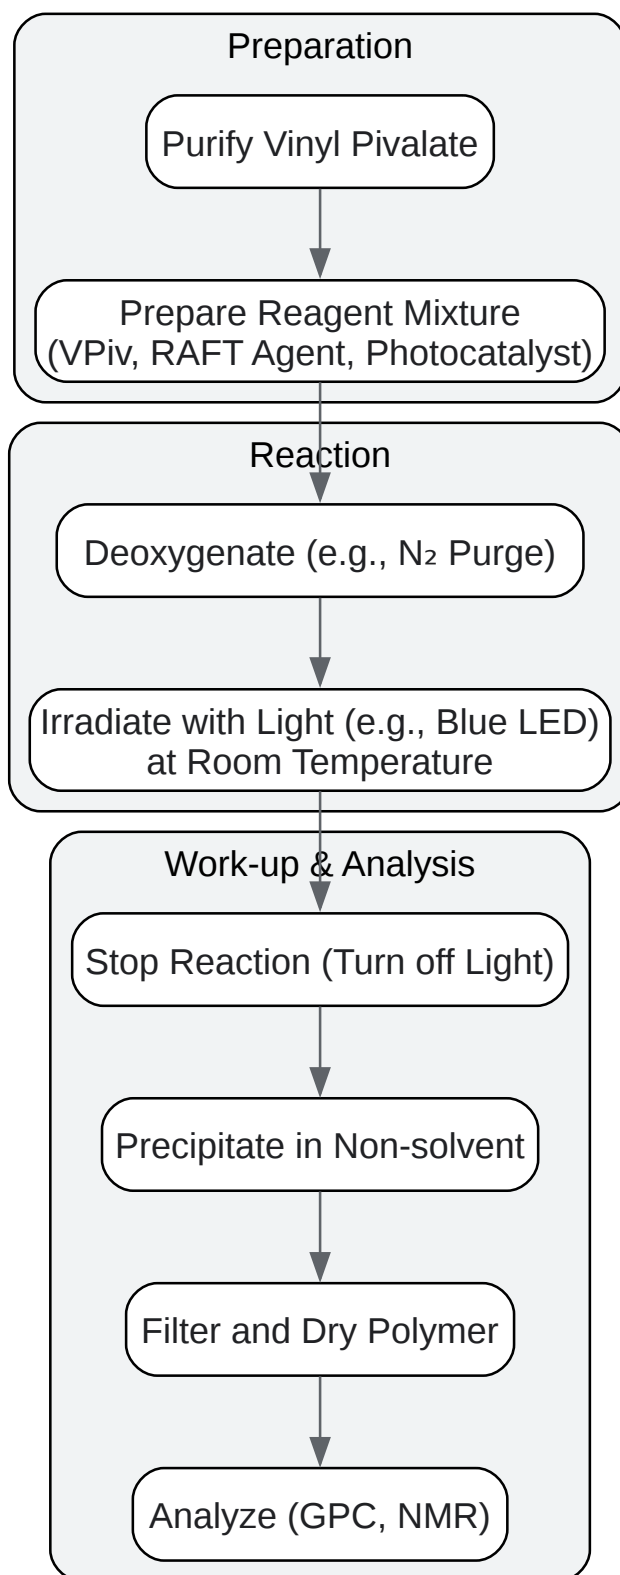 Preparation
Purify Vinyl Pivalate
Prepare Reagent Mixture
(VPiv, RAFT Agent, Photocatalyst)
Reaction
Deoxygenate (e.g., N₂ Purge)
Irradiate with Light (e.g., Blue LED)
at Room Temperature
Work-up & Analysis
Stop Reaction (Turn off Light)
Precipitate in Non-solvent
Filter and Dry Polymer
Analyze (GPC, NMR)